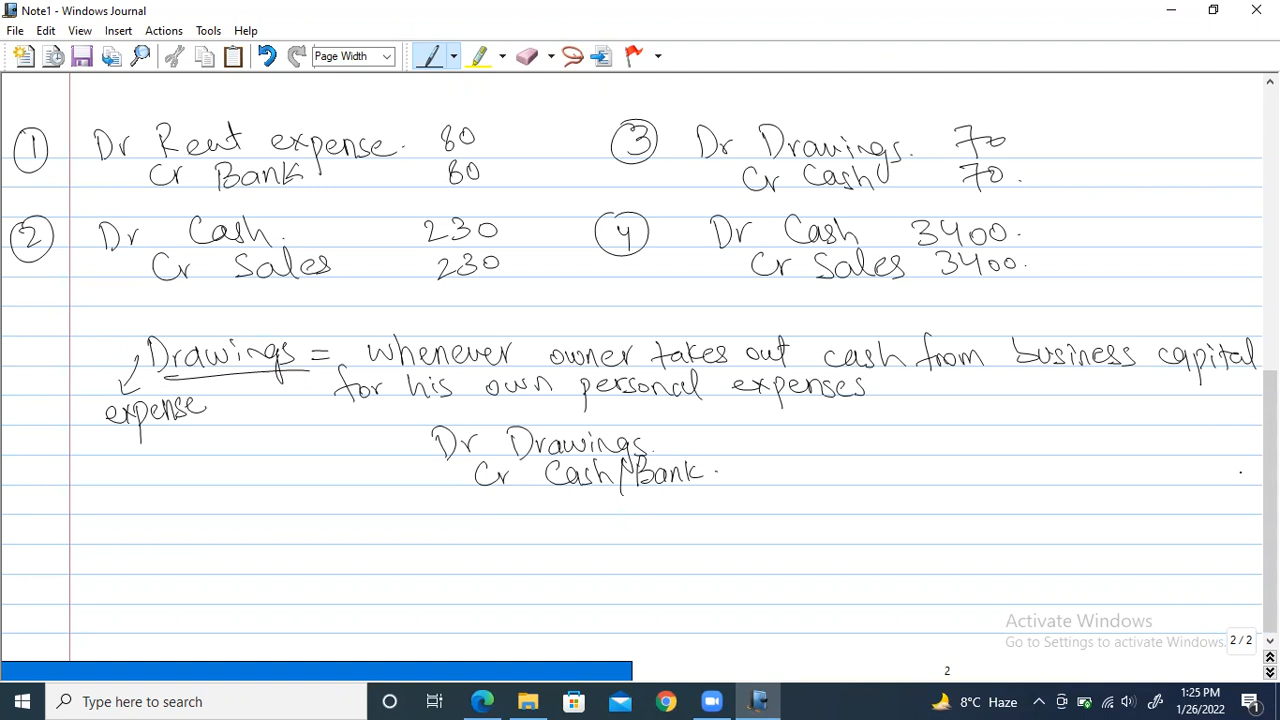 Note1 - Windows Journal
File Edit View Insert Actions Tools Help
Page Width
1 Dr Rent expense. 80
Cr Bank 80
2 Dr Cash. 230
Cr Sales 230
3 Dr Drawings. 70
Cr Cash 70.
4 Dr Cash 3400.
Cr Sales 3400.
Drawings = whenever owner takes out cash from business capital
for his own personal expenses
expense
Dr Drawings.
Cr Cash/Bank.
Activate Windows
Go to Settings to activate Windows.
2 / 2
2
Type here to search
8°C Haze
1:25 PM
1/26/2022
1